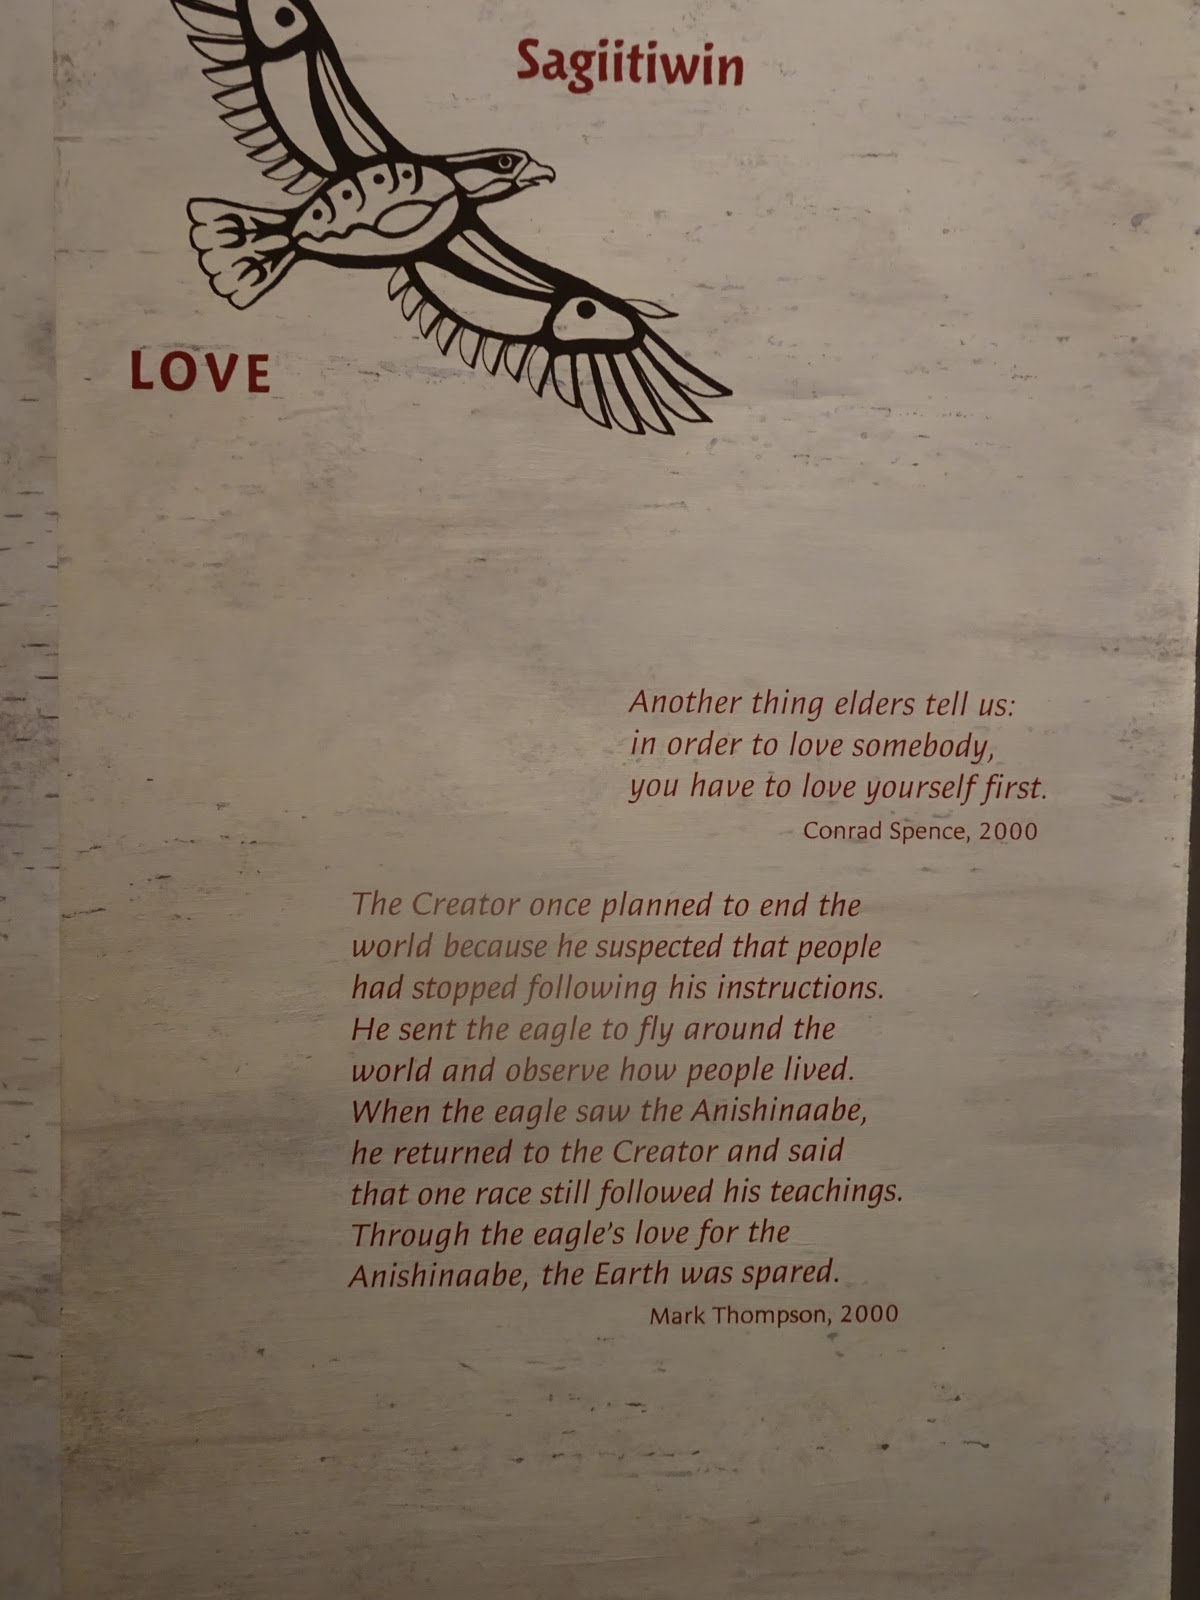 Sagiitiwin
LOVE
Another thing elders tell us:
in order to love somebody,
you have to love yourself first.
Conrad Spence, 2000
The Creator once planned to end the
world because he suspected that people
had stopped following his instructions.
He sent the eagle to fly around the
world and observe how people lived.
When the eagle saw the Anishinaabe,
he returned to the Creator and said
that one race still followed his teachings.
Through the eagle's love for the
Anishinaabe, the Earth was spared.
Mark Thompson, 2000